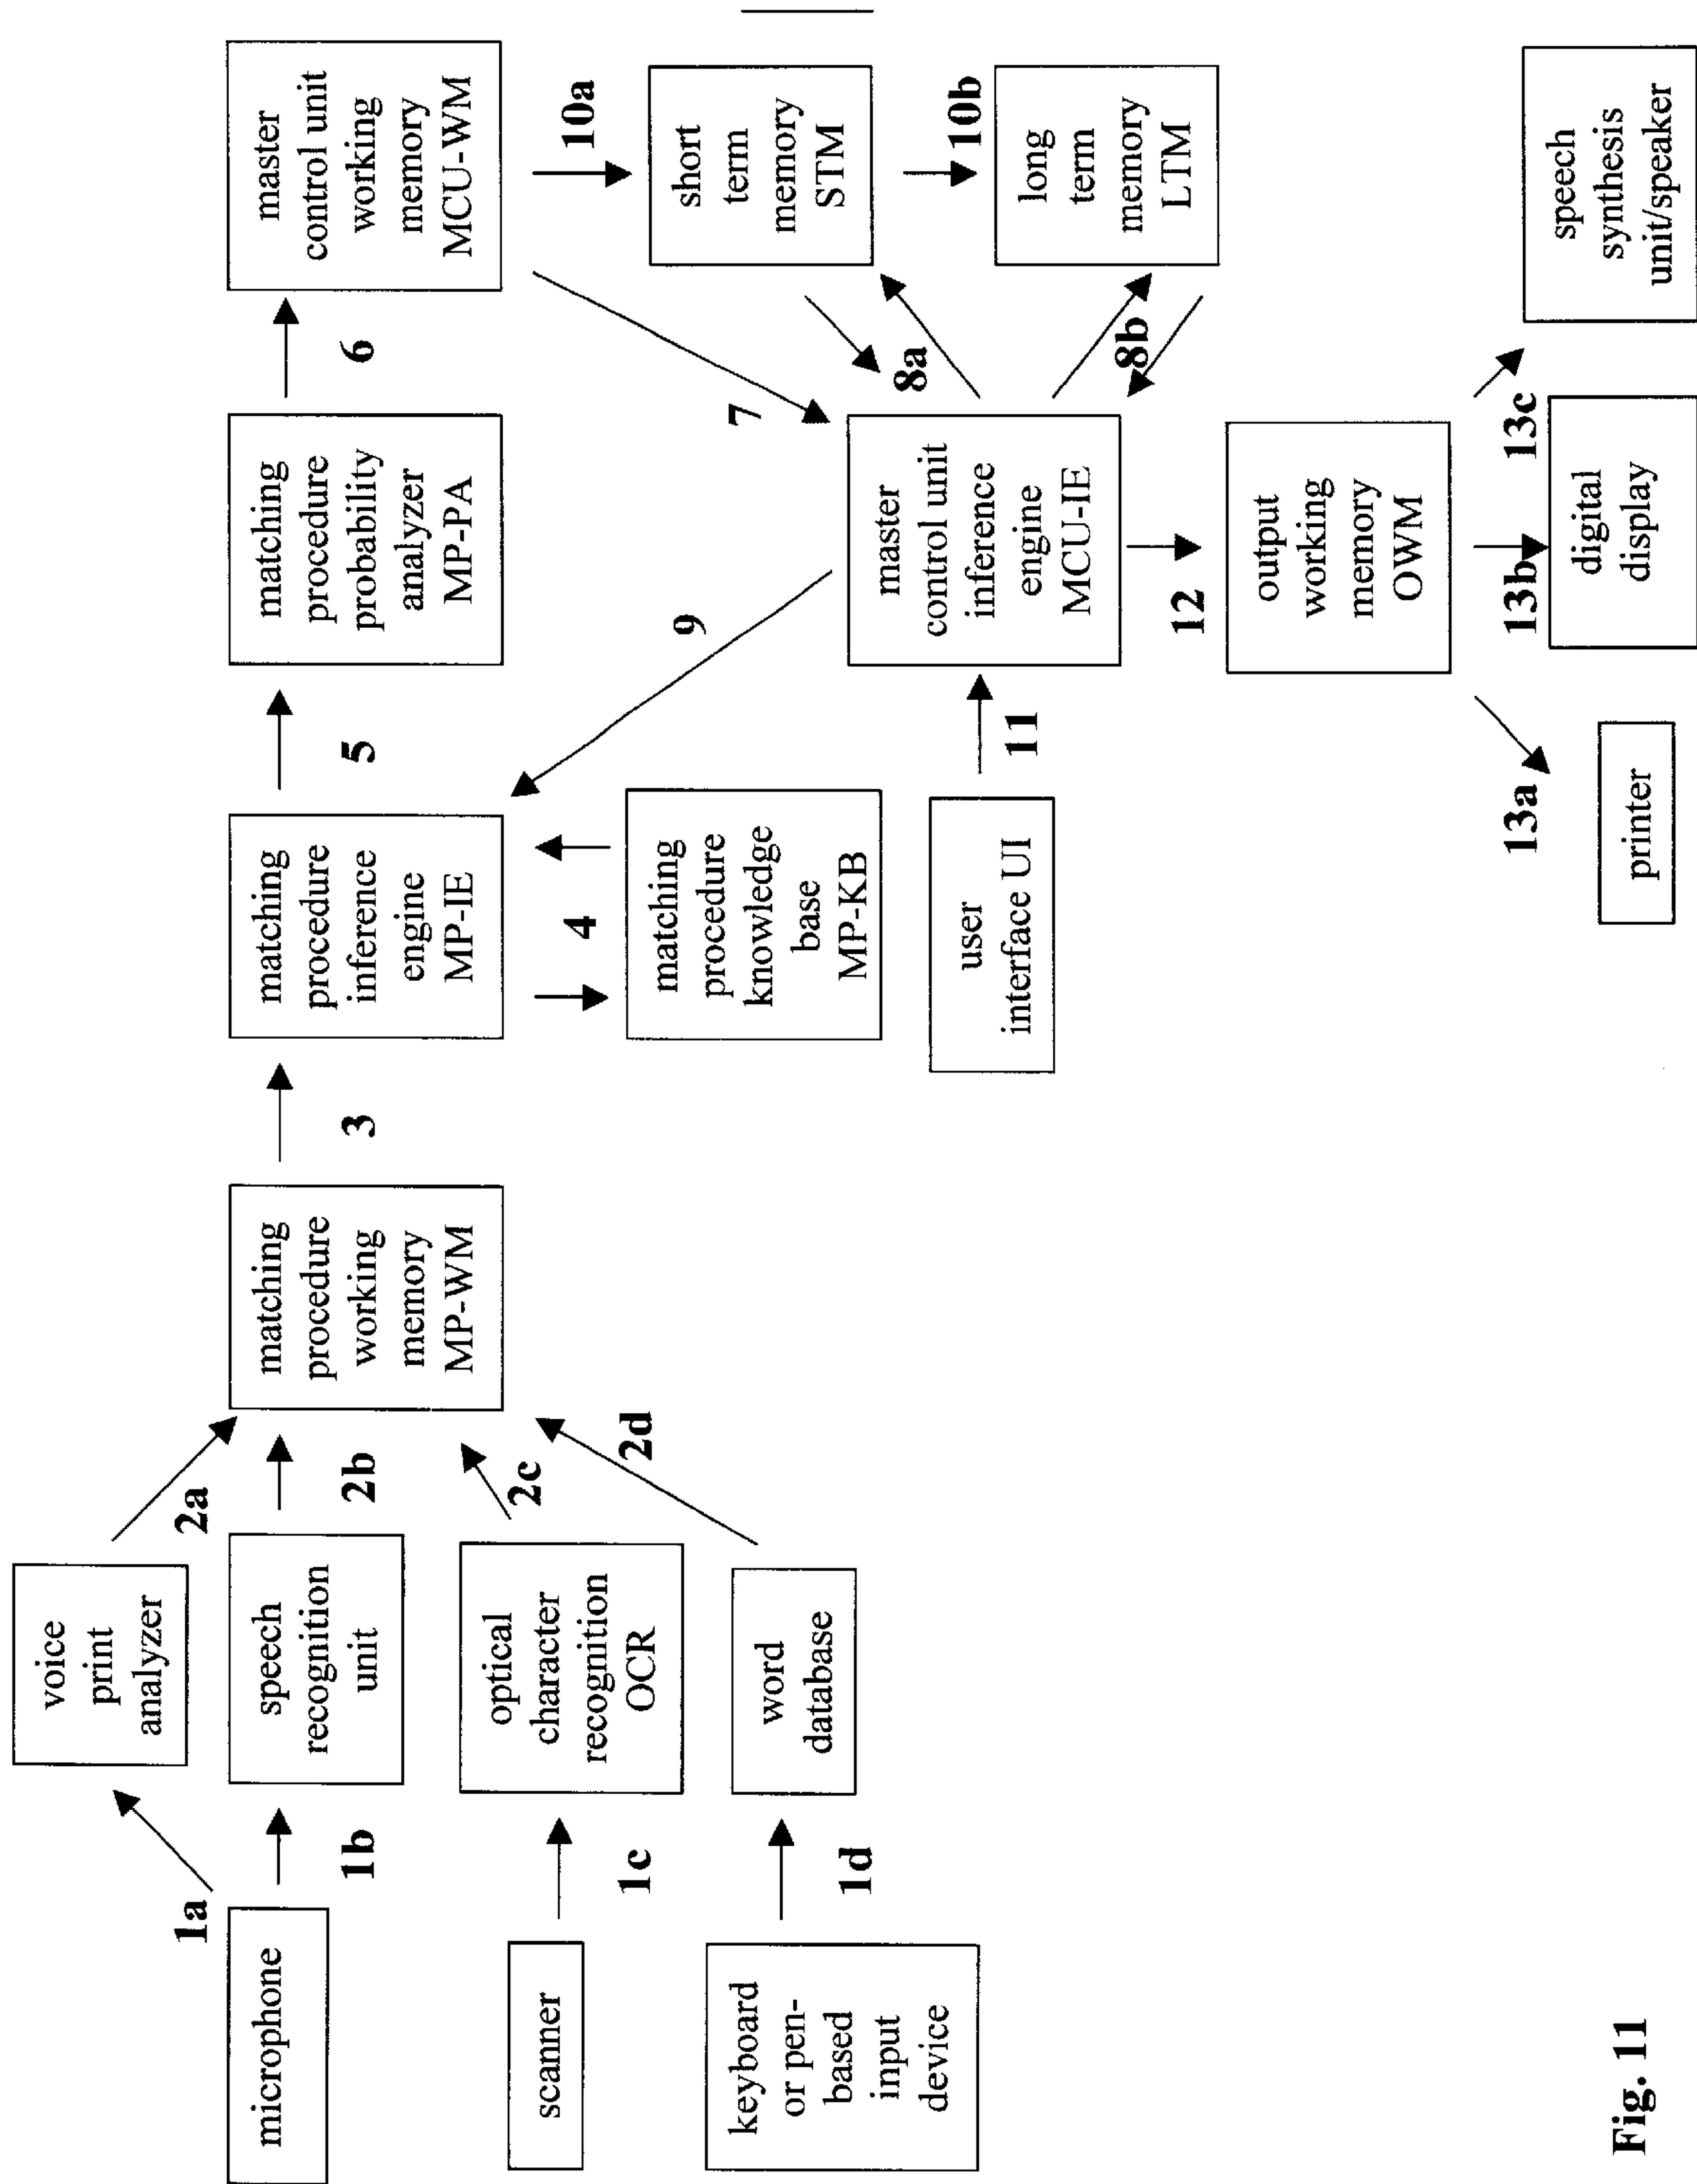 microphone
1a
1b
voice
print
analyzer
2a
speech
recognition
unit
2b
scanner
1c
optical
character
recognition
OCR
2c
keyboard
or pen-
based
input
device
1d
word
database
2d
matching
procedure
working
memory
MP-WM
3
matching
procedure
inference
engine
MP-IE
4
matching
procedure
knowledge
base
MP-KB
5
matching
procedure
probability
analyzer
MP-PA
6
master
control unit
working
memory
MCU-WM
7
10a
short
term
memory
STM
8a
10b
long
term
memory
LTM
8b
9
user
interface UI
11
master
control unit
inference
engine
MCU-IE
12
output
working
memory
OWM
13a
13b
13c
printer
digital
display
speech
synthesis
unit/speaker
Fig. 11